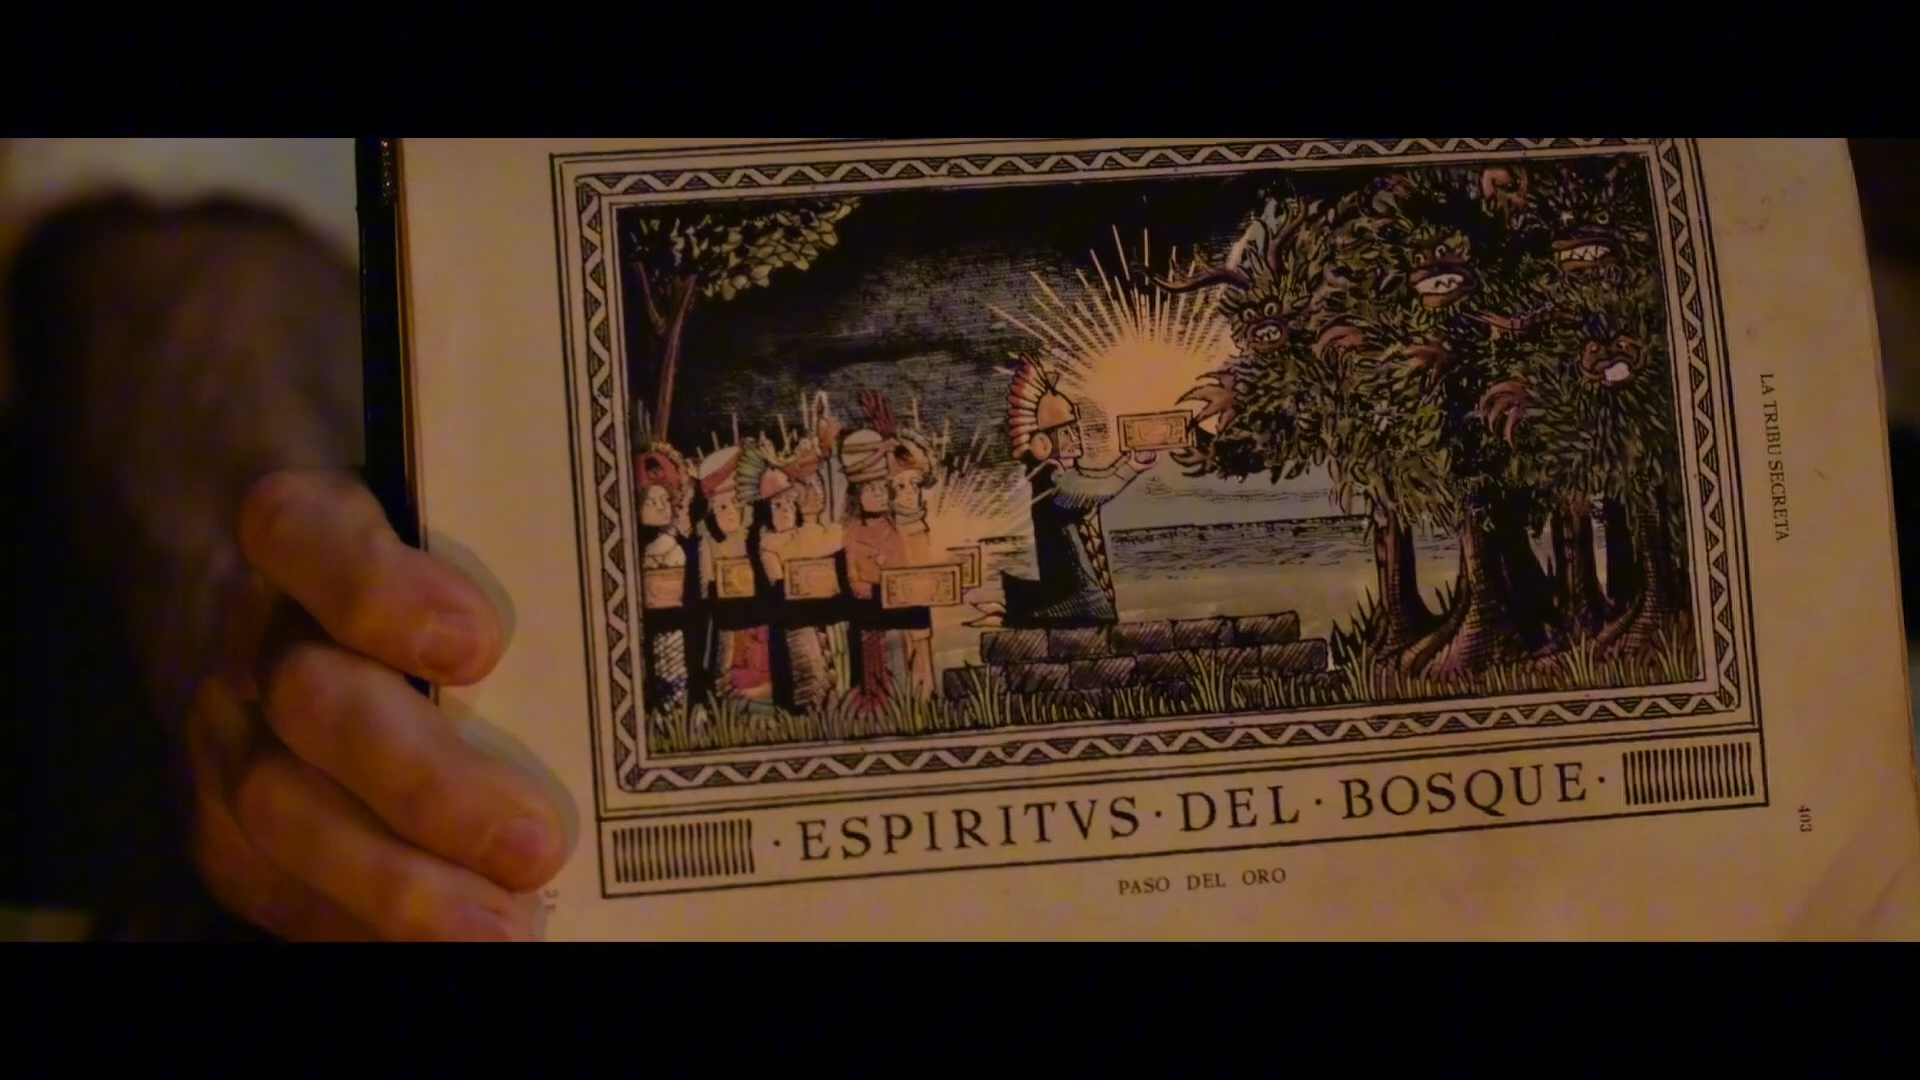 LA TRIBU SECRETA
·ESPIRITVS·DEL·BOSQUE·
403
PASO DEL ORO